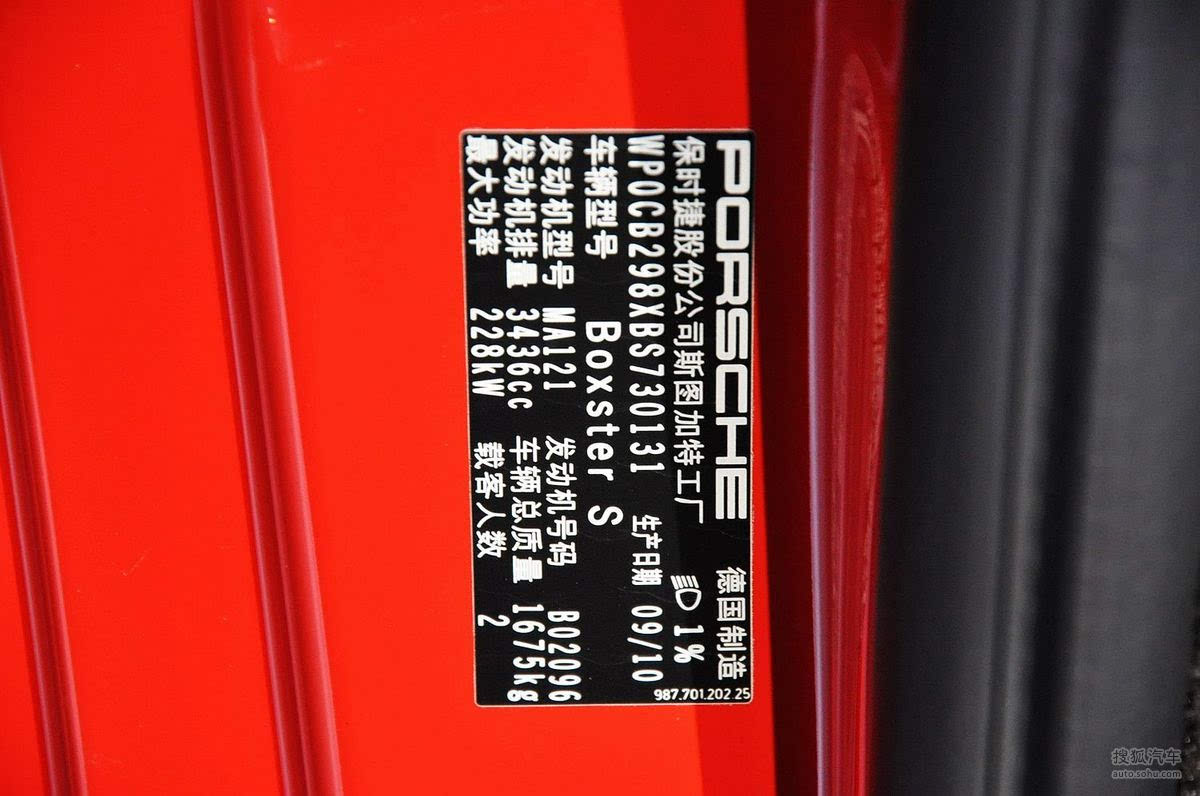 PORSCHE 德国制造
保时捷股份公司斯图加特工厂 1%
WP0CB298XBS730131 生产日期 09/10
车辆型号 Boxster S
发动机型号 MA121 发动机号码 B02096
发动机排量 3436cc 车辆总质量 1675kg
最大功率 228kW 载客人数 2
987.701.202.25
搜狐汽车
auto.sohu.com